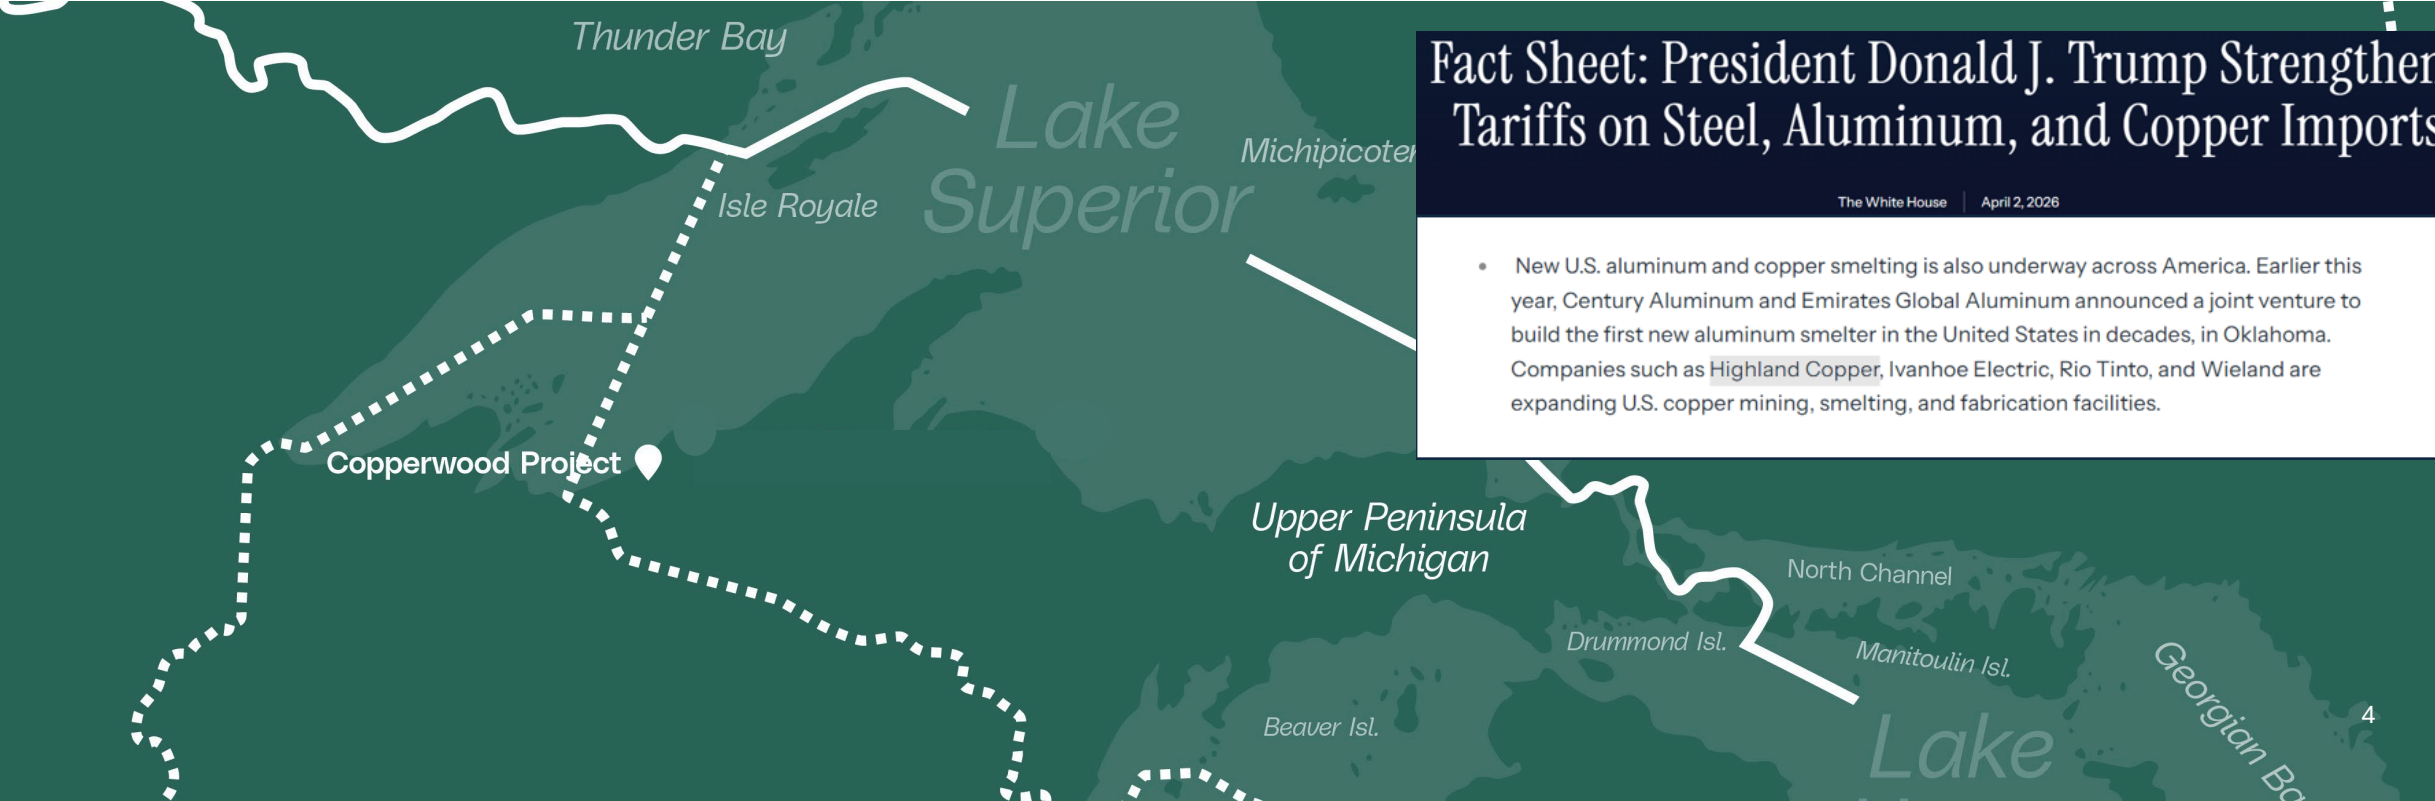 Thunder Bay
Lake
Superior
Michipicoten
Isle Royale
Fact Sheet: President Donald J. Trump Strengthen
Tariffs on Steel, Aluminum, and Copper Imports
The White House | April 2, 2026
• New U.S. aluminum and copper smelting is also underway across America. Earlier this
year, Century Aluminum and Emirates Global Aluminum announced a joint venture to
build the first new aluminum smelter in the United States in decades, in Oklahoma.
Companies such as Highland Copper, Ivanhoe Electric, Rio Tinto, and Wieland are
expanding U.S. copper mining, smelting, and fabrication facilities.
Copperwood Project
Upper Peninsula
of Michigan
North Channel
Drummond Isl.
Manitoulin Isl.
Georgian Ba
Beaver Isl.
Lake
4